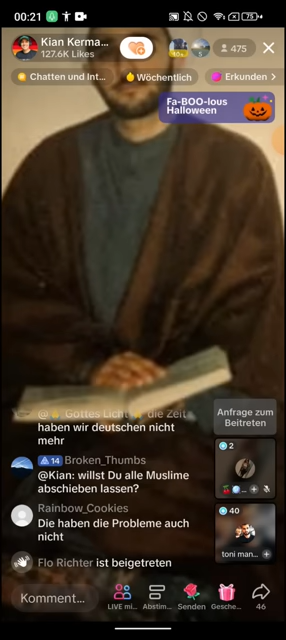 00:21
75
Kian Kerma...
127.6K Likes
475
Chatten und Int...
Wöchentlich
Erkunden >
Fa-BOO-lous
Halloween
@ Gottes Licht die Zeit
haben wir deutschen nicht
mehr
14 Broken_Thumbs
@Kian: willst Du alle Muslime
abschieben lassen?
Rainbow_Cookies
Die haben die Probleme auch
nicht
Flo Richter ist beigetreten
Anfrage zum
Beitreten
2
40
toni man...
Komment...
LIVE mi...
Abstim...
Senden
Gesche...
46